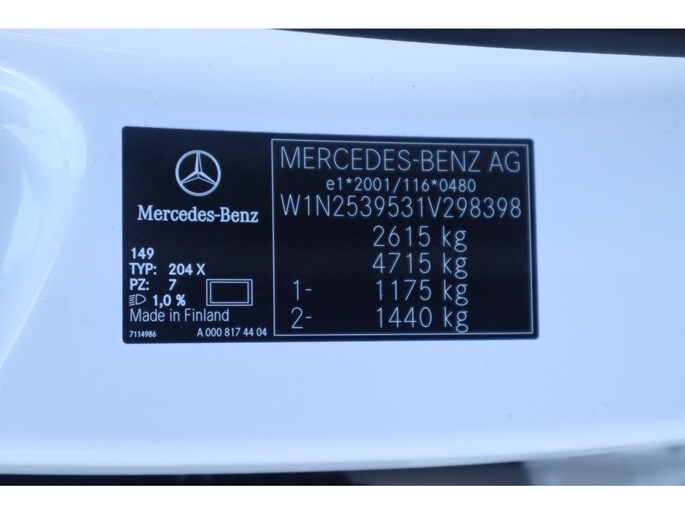 Mercedes-Benz
149
TYP: 204 X
PZ: 7
1,0 %
Made in Finland
7114986
A 000 817 44 04
MERCEDES-BENZ AG
e1*2001/116*0480
W1N2539531V298398
2615 kg
4715 kg
1- 1175 kg
2- 1440 kg